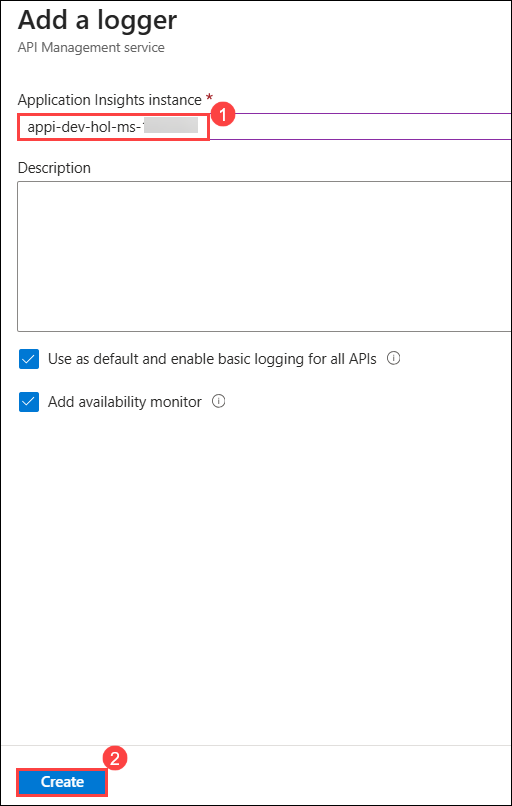 Add a logger
API Management service
Application Insights instance *
1
appi-dev-hol-ms-
Description
Use as default and enable basic logging for all APIs
Add availability monitor
2
Create